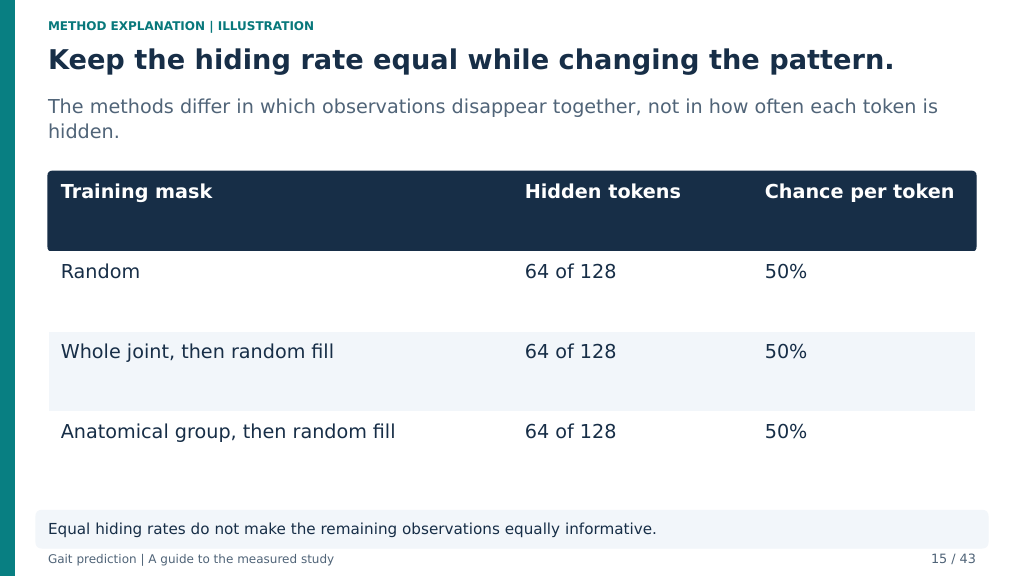 METHOD EXPLANATION | ILLUSTRATION
Keep the hiding rate equal while changing the pattern.
The methods differ in which observations disappear together, not in how often each token is
hidden.
Training mask Hidden tokens Chance per token
Random 64 of 128 50%
Whole joint, then random fill 64 of 128 50%
Anatomical group, then random fill 64 of 128 50%
Equal hiding rates do not make the remaining observations equally informative.
Gait prediction | A guide to the measured study 15 / 43